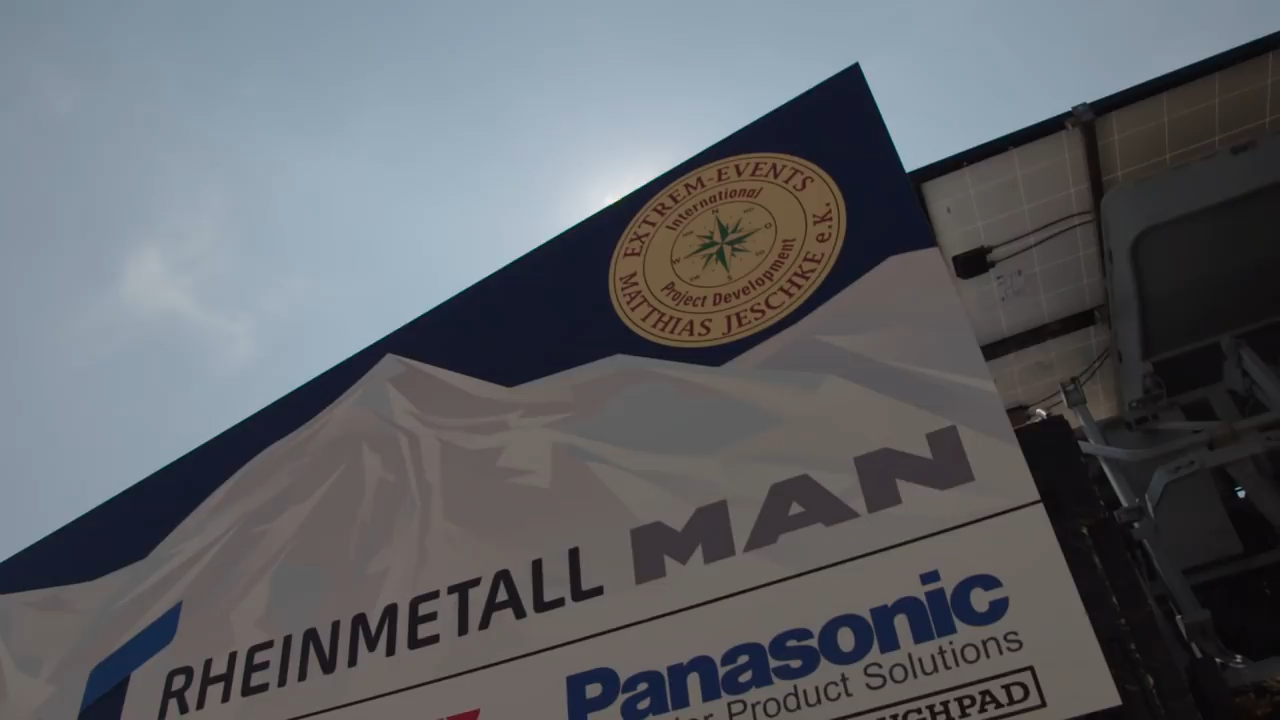 EXTREM-EVENTS
International
Project Development
MATTHIAS JESCHKE e.K.
RHEINMETALL MAN
Panasonic
Product Solutions